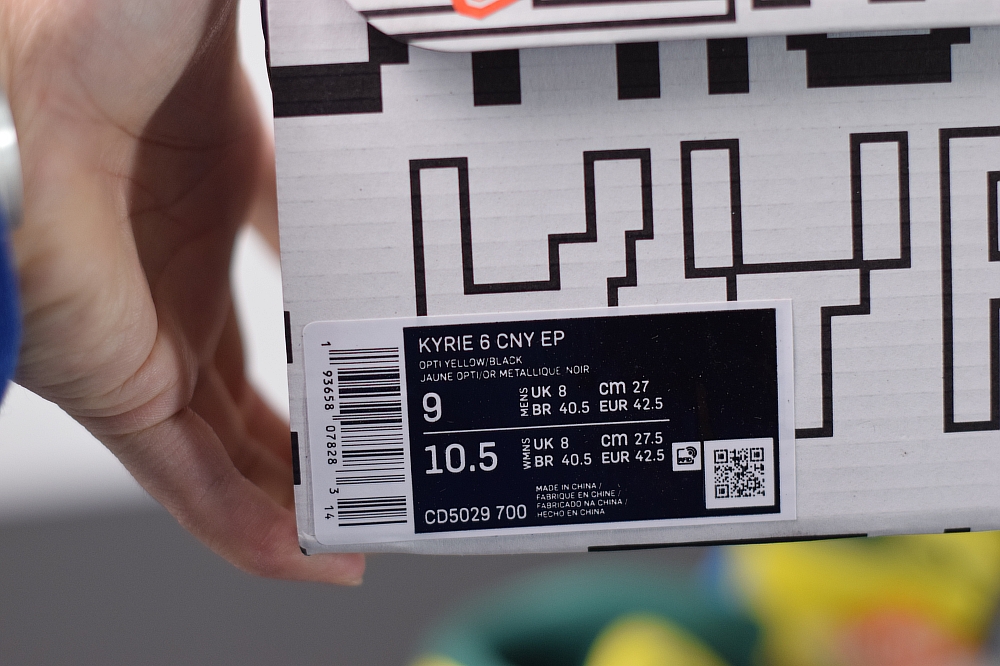 KYRIE 6 CNY EP
OPTI YELLOW/BLACK
JAUNE OPTI/OR METALLIQUE NOIR
9 MENS UK 8 cm 27
BR 40.5 EUR 42.5
10.5 WMNS UK 8 cm 27.5
BR 40.5 EUR 42.5
CD5029 700
MADE IN CHINA /
FABRIQUE EN CHINE /
FABRICADO NA CHINA /
HECHO EN CHINA
1 93658 07828 3 14